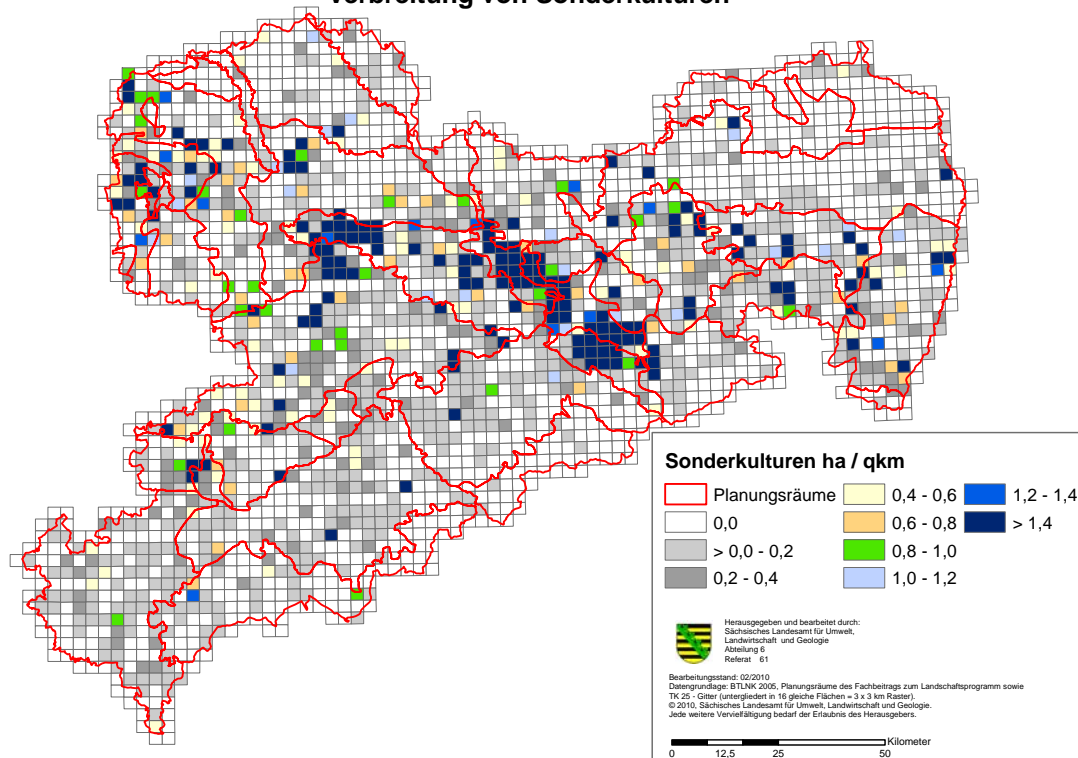 Verbreitung von Sonderkulturen
Sonderkulturen ha / qkm
Planungsräume
0,0
> 0,0 - 0,2
0,2 - 0,4
0,4 - 0,6
0,6 - 0,8
0,8 - 1,0
1,0 - 1,2
1,2 - 1,4
> 1,4
Herausgegeben und bearbeitet durch:
Sächsisches Landesamt für Umwelt,
Landwirtschaft und Geologie
Abteilung 6
Referat 61
Bearbeitungsstand: 02/2010
Datengrundlage: BTLNK 2005, Planungsräume des Fachbeitrags zum Landschaftsprogramm sowie
TK 25 - Gitter (untergliedert in 16 gleiche Flächen = 3 x 3 km Raster).
© 2010, Sächsisches Landesamt für Umwelt, Landwirtschaft und Geologie.
Jede weitere Vervielfältigung bedarf der Erlaubnis des Herausgebers.
Kilometer
0 12,5 25 50